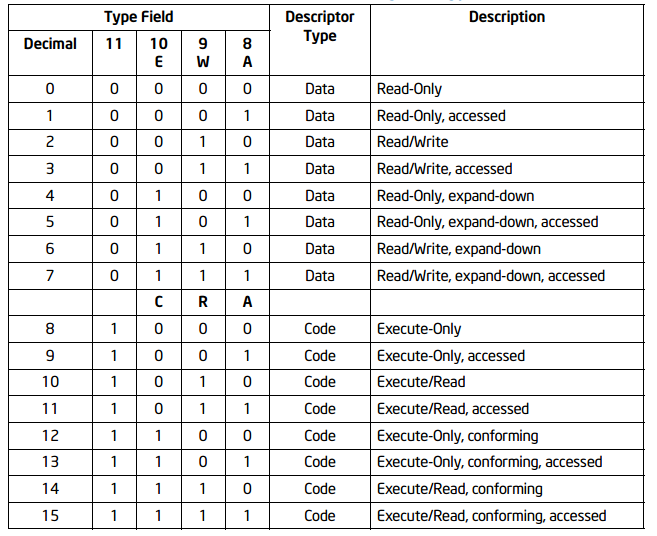 Type Field Descriptor Type Description
Decimal 11 10 E 9 W 8 A
0 0 0 0 0 Data Read-Only
1 0 0 0 1 Data Read-Only, accessed
2 0 0 1 0 Data Read/Write
3 0 0 1 1 Data Read/Write, accessed
4 0 1 0 0 Data Read-Only, expand-down
5 0 1 0 1 Data Read-Only, expand-down, accessed
6 0 1 1 0 Data Read/Write, expand-down
7 0 1 1 1 Data Read/Write, expand-down, accessed
C R A
8 1 0 0 0 Code Execute-Only
9 1 0 0 1 Code Execute-Only, accessed
10 1 0 1 0 Code Execute/Read
11 1 0 1 1 Code Execute/Read, accessed
12 1 1 0 0 Code Execute-Only, conforming
13 1 1 0 1 Code Execute-Only, conforming, accessed
14 1 1 1 0 Code Execute/Read, conforming
15 1 1 1 1 Code Execute/Read, conforming, accessed